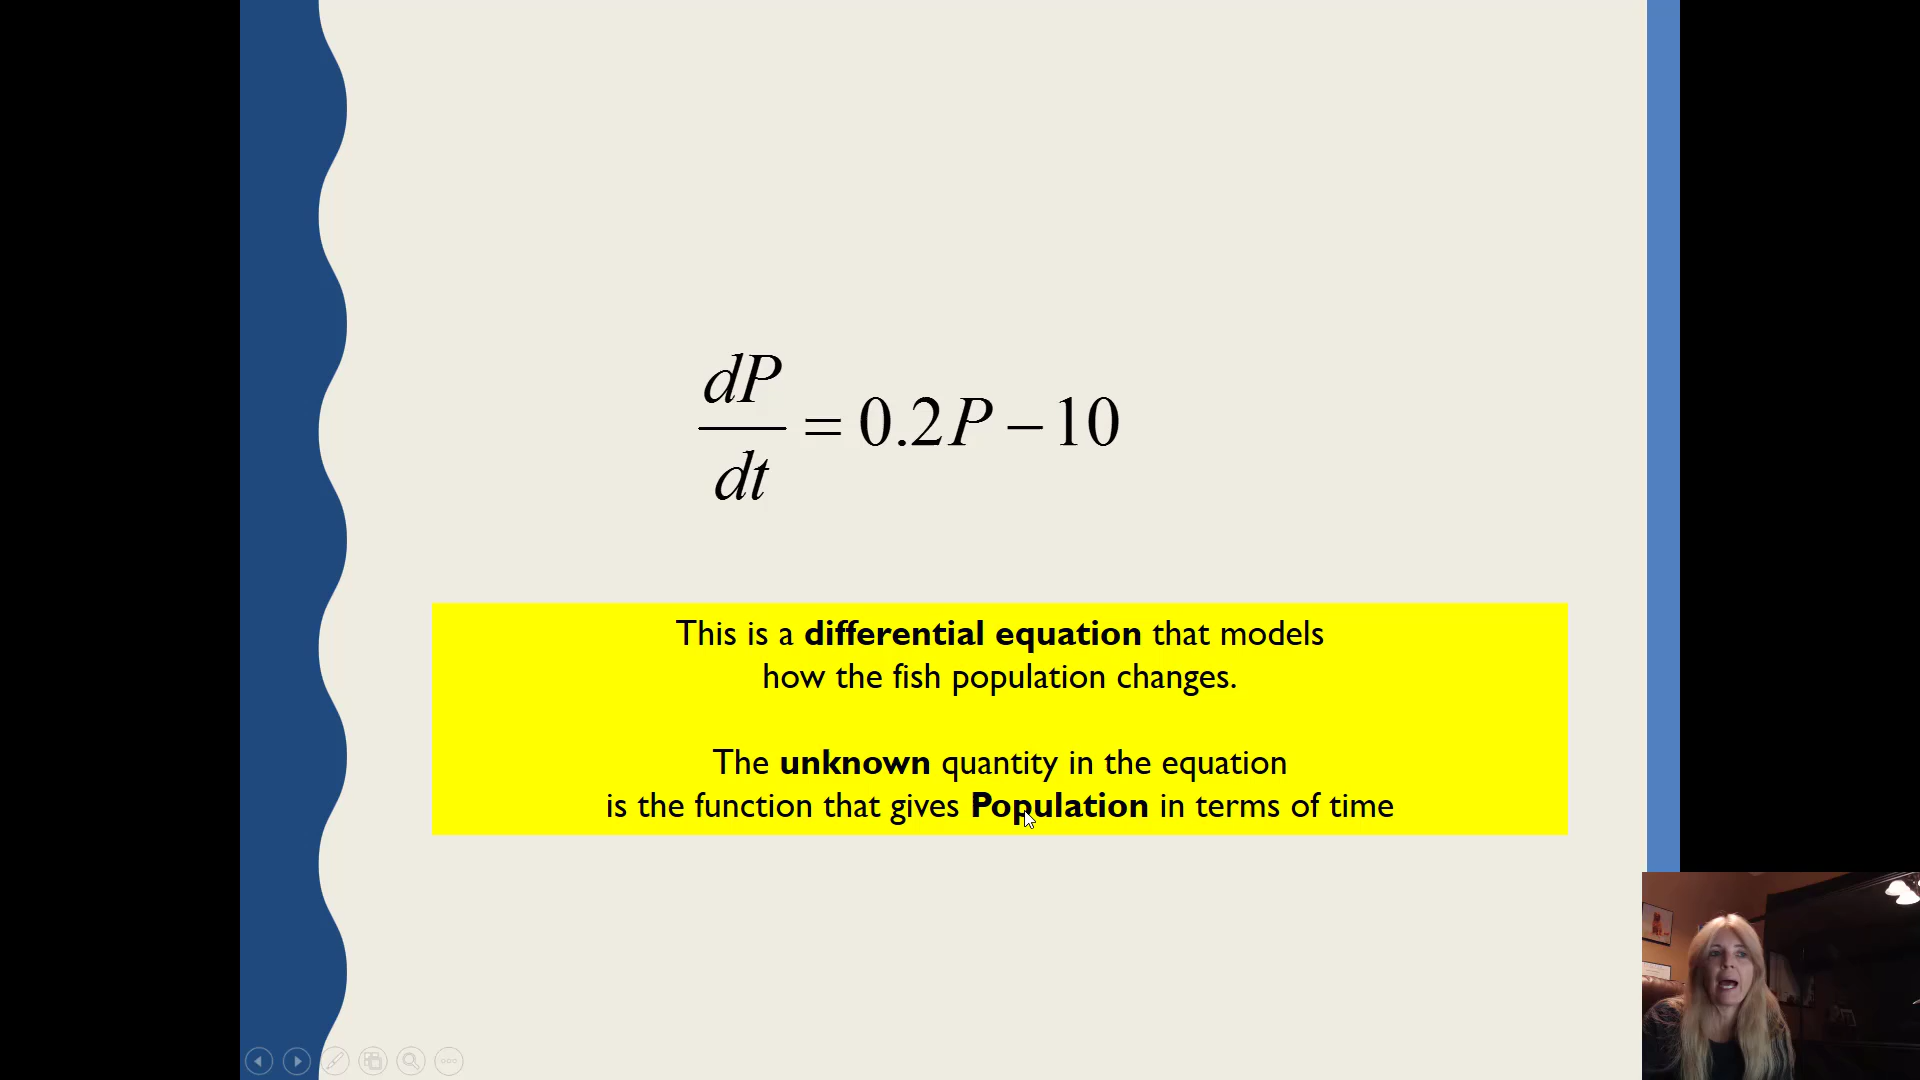 dP/dt = 0.2P − 10
This is a differential equation that models
how the fish population changes.
The unknown quantity in the equation
is the function that gives Population in terms of time